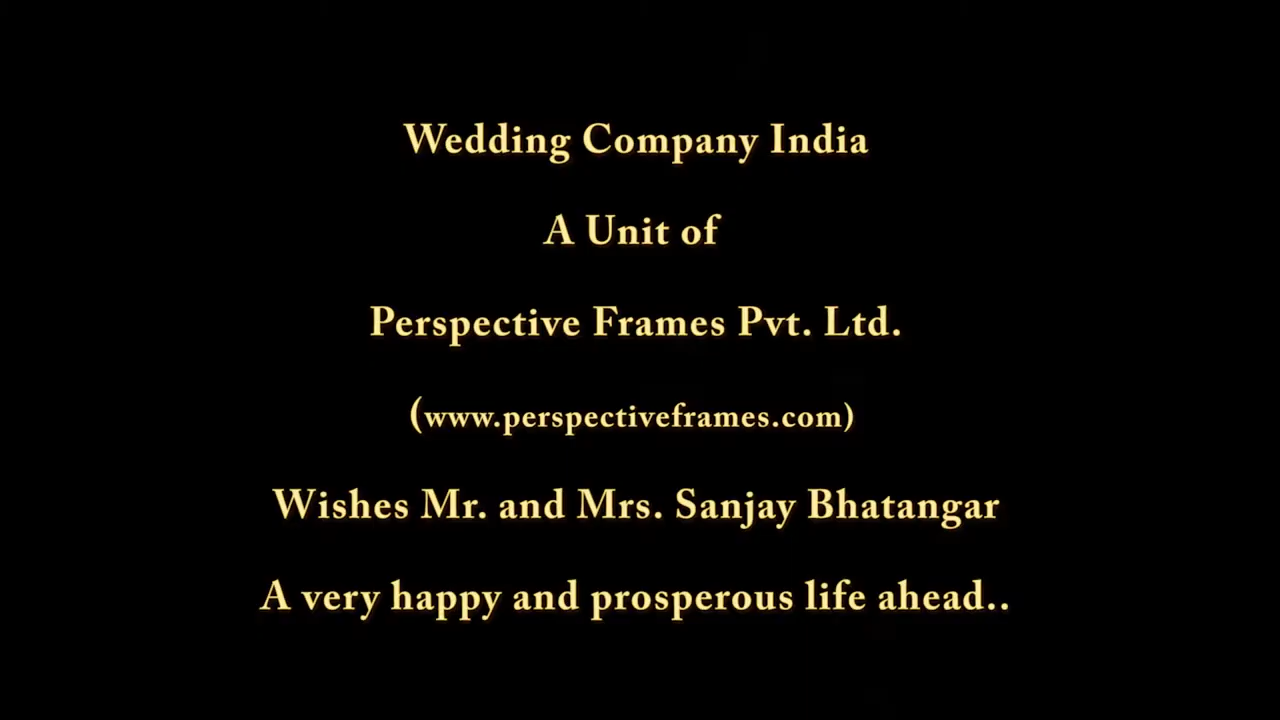 Wedding Company India
A Unit of
Perspective Frames Pvt. Ltd.
(www.perspectiveframes.com)
Wishes Mr. and Mrs. Sanjay Bhatangar
A very happy and prosperous life ahead..